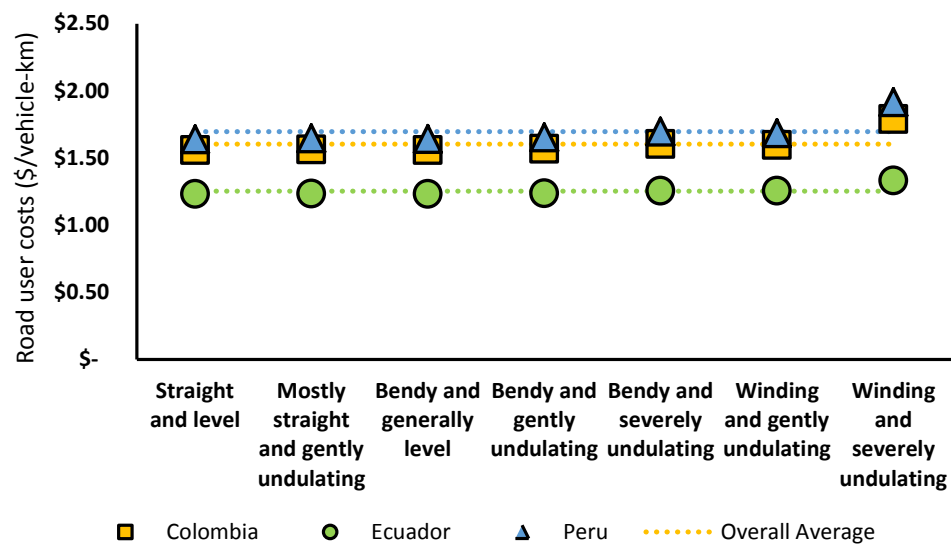 Road user costs ($/vehicle-km)
$2.50
$2.00
$1.50
$1.00
$0.50
$-
Straight
and level
Mostly
straight
and gently
undulating
Bendy and
generally
level
Bendy and
gently
undulating
Bendy and
severely
undulating
Winding
and gently
undulating
Winding
and
severely
undulating
Colombia
Ecuador
Peru
Overall Average